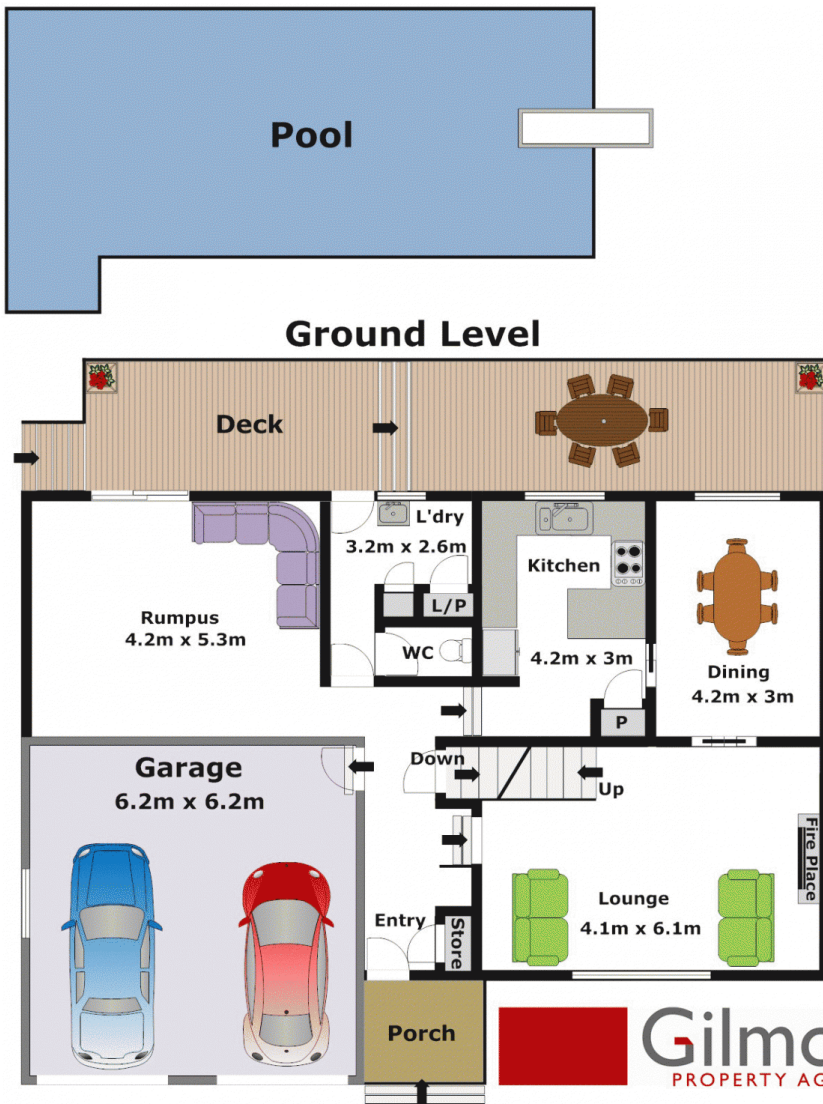 Pool
Ground Level
Deck
L'dry
3.2m x 2.6m
Kitchen
Rumpus
4.2m x 5.3m
L/P
WC
4.2m x 3m
Dining
4.2m x 3m
P
Garage
6.2m x 6.2m
Down
Up
Fire Place
Lounge
4.1m x 6.1m
Entry
Store
Porch
Gilmo
PROPERTY AG